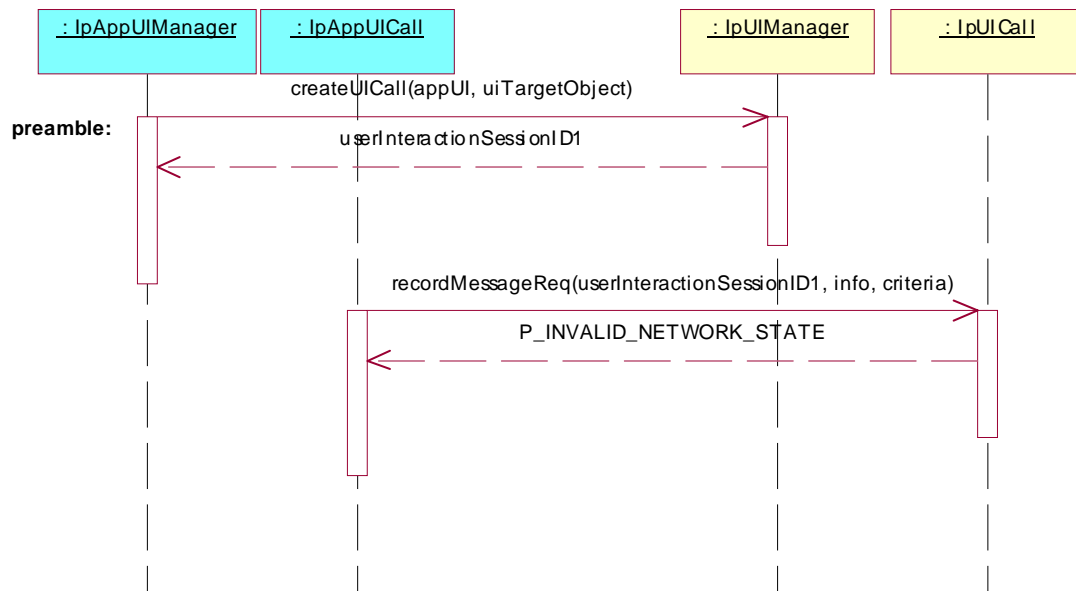 : IpAppUIManager
: IpAppUICall
: IpUIManager
: IpUICall
createUICall(appUI, uiTargetObject)
preamble:
userInteractionSessionID1
recordMessageReq(userInteractionSessionID1, info, criteria)
P_INVALID_NETWORK_STATE